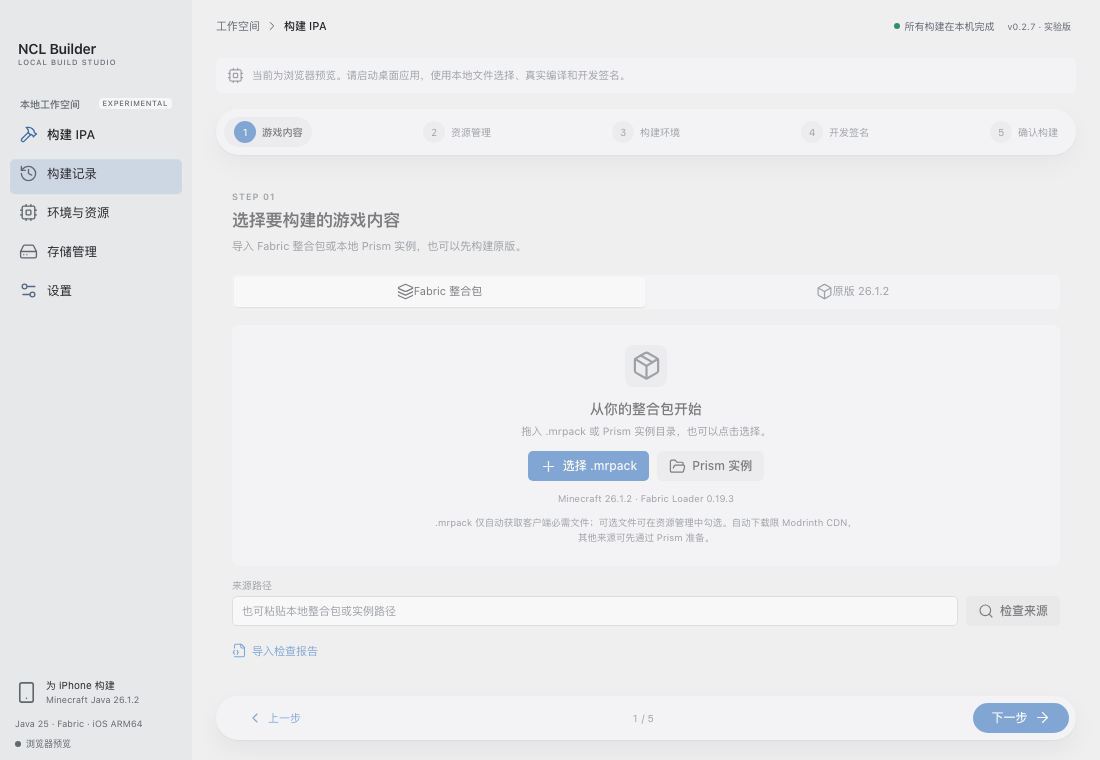 NCL Builder
LOCAL BUILD STUDIO
本地工作空间 EXPERIMENTAL
构建 IPA
构建记录
环境与资源
存储管理
设置
为 iPhone 构建
Minecraft Java 26.1.2
Java 25 · Fabric · iOS ARM64
浏览器预览
工作空间 > 构建 IPA
所有构建在本机完成 v0.2.7 · 实验版
当前为浏览器预览。请启动桌面应用，使用本地文件选择、真实编译和开发签名。
1 游戏内容 2 资源管理 3 构建环境 4 开发签名 5 确认构建
STEP 01
选择要构建的游戏内容
导入 Fabric 整合包或本地 Prism 实例，也可以先构建原版。
Fabric 整合包 原版 26.1.2
从你的整合包开始
拖入 .mrpack 或 Prism 实例目录，也可以点击选择。
选择 .mrpack Prism 实例
Minecraft 26.1.2 · Fabric Loader 0.19.3
.mrpack 仅自动获取客户端必需文件；可选文件可在资源管理中勾选。自动下载限 Modrinth CDN，
其他来源可先通过 Prism 准备。
来源路径
也可粘贴本地整合包或实例路径 检查来源
导入检查报告
上一步 1 / 5 下一步